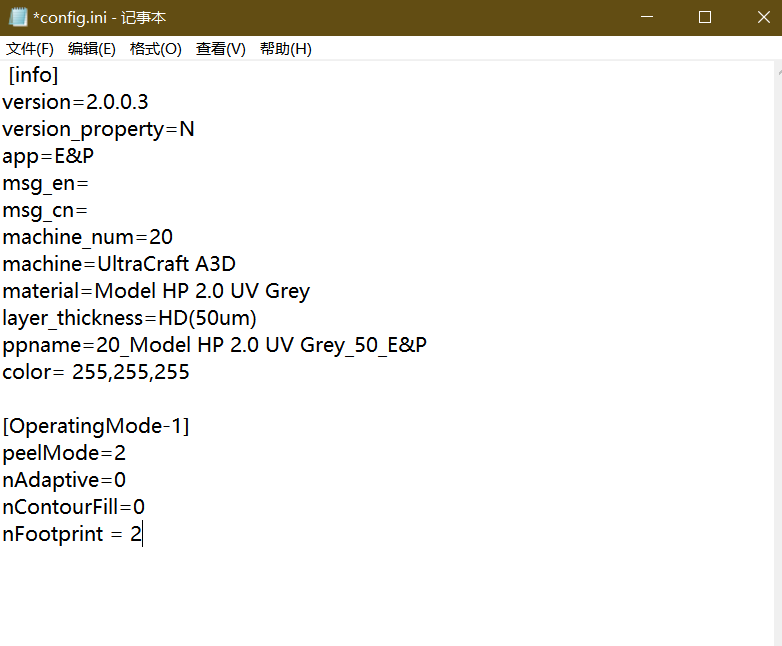 *config.ini - 记事本
文件(F) 编辑(E) 格式(O) 查看(V) 帮助(H)
[info]
version=2.0.0.3
version_property=N
app=E&P
msg_en=
msg_cn=
machine_num=20
machine=UltraCraft A3D
material=Model HP 2.0 UV Grey
layer_thickness=HD(50um)
ppname=20_Model HP 2.0 UV Grey_50_E&P
color= 255,255,255

[OperatingMode-1]
peelMode=2
nAdaptive=0
nContourFill=0
nFootprint = 2